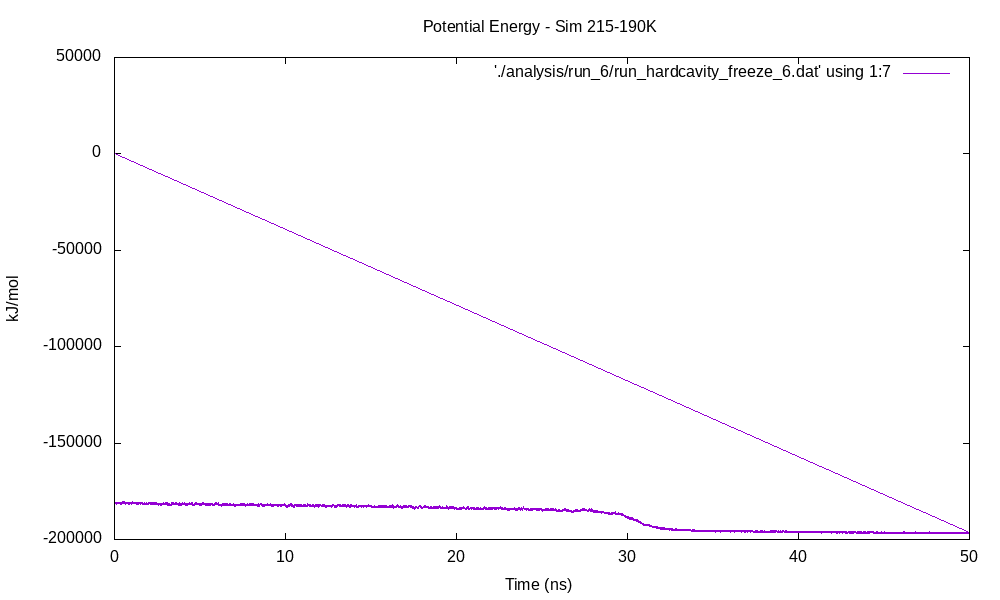 Potential Energy - Sim 215-190K
'./analysis/run_6/run_hardcavity_freeze_6.dat' using 1:7
50000
0
-50000
-100000
-150000
-200000
kJ/mol
0 10 20 30 40 50
Time (ns)